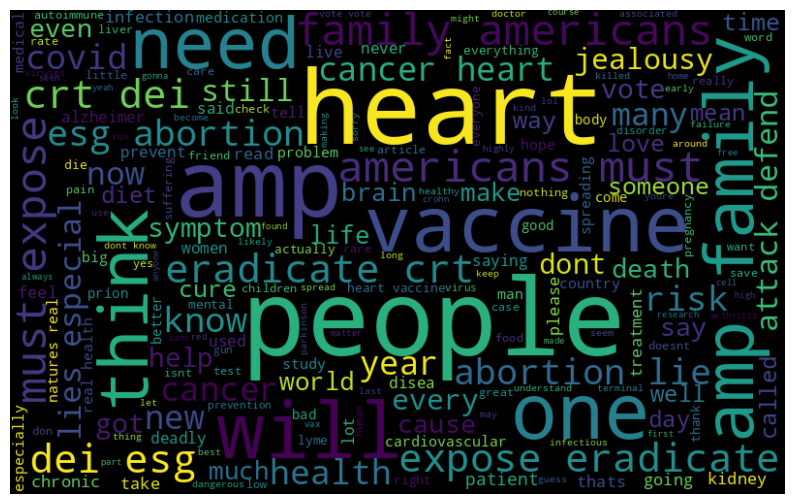 autoimmune infection medication vote vote doctor course associated
medical rate liver need family americans might time
even covid live never everything fact word
viruses seen little care cancer heart jealousy
look yeah gonna crt dei still heart vote really early
alzheimer said check tell everyone kind lol body many mean
esg abortion way killed home disorder failure
run become making sorry see article highly hope love around
die prevent friend read problem americans must someone free
expose now amp brain make nothing come youre
pain diet suffering healthy crohn spreading pregnancy family attack defend
use symptom life vaccine good want
dont know women likely found rare long saying save
must think big yes actually eradicate crt dont death cell high
always anyone keep
feel prion cure children spread heart vaccine virus man country risk arthritis
lies especial better mental people case please treatment research
natures real know red matter parkinson food seem made say doesnt
real health used gun cant year
help isnt test study disea abortion lie amp
cancer world understand terminal well called
let prevention last every great
especially got new bad vax human cause may one day thank
don thing deadly lyme lot cardiovascular infectious first
dei esg part best will expose eradicate
chronic take dangerous low much health right patient guess thats going kidney